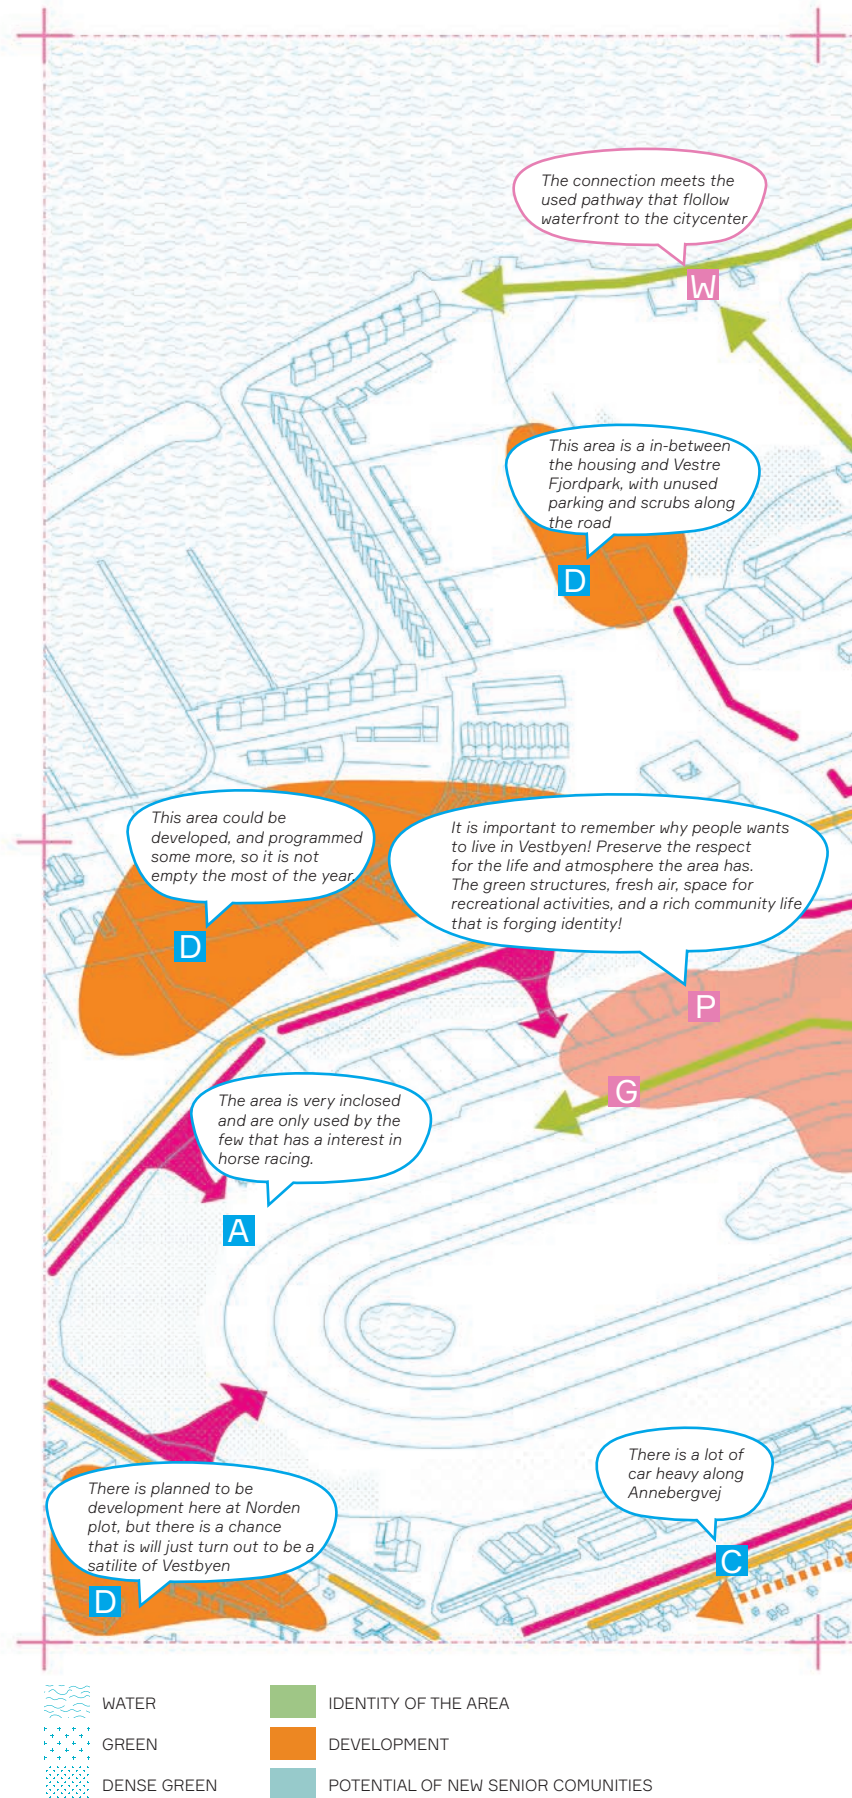 The connection meets the
used pathway that flollow
waterfront to the citycenter
W
This area is a in-between
the housing and Vestre
Fjordpark, with unused
parking and scrubs along
the road
D
This area could be
developed, and programmed
some more, so it is not
empty the most of the year.
D
It is important to remember why people wants
to live in Vestbyen! Preserve the respect
for the life and atmosphere the area has.
The green structures, fresh air, space for
recreational activities, and a rich community life
that is forging identity!
P
G
The area is very inclosed
and are only used by the
few that has a interest in
horse racing.
A
There is a lot of
car heavy along
Annebergvej
C
There is planned to be
development here at Norden
plot, but there is a chance
that is will just turn out to be a
satilite of Vestbyen
D
WATER
GREEN
DENSE GREEN
IDENTITY OF THE AREA
DEVELOPMENT
POTENTIAL OF NEW SENIOR COMUNITIES